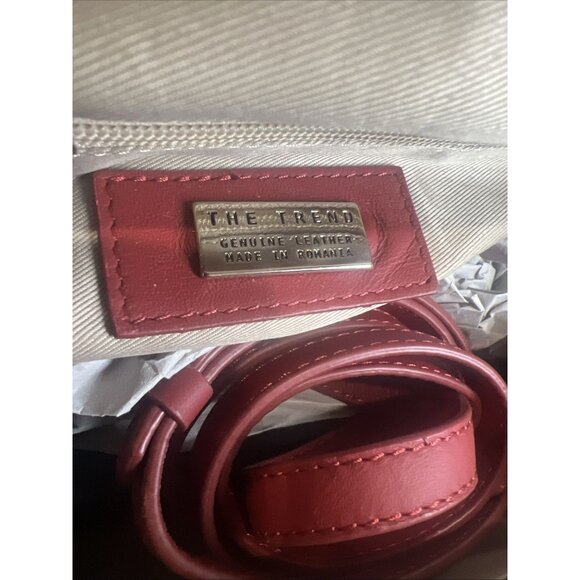 THE TREND
GENUINE LEATHER
MADE IN ROMANIA